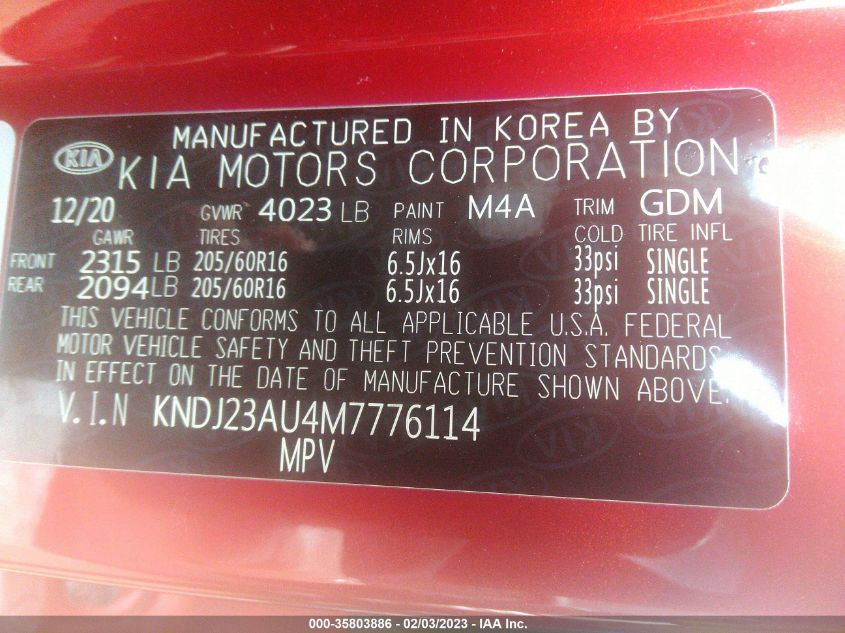 MANUFACTURED IN KOREA BY
KIA KIA MOTORS CORPORATION
12/20 GVWR 4023 LB PAINT M4A TRIM GDM
GAWR TIRES RIMS COLD TIRE INFL
FRONT 2315 LB 205/60R16 6.5Jx16 33psi SINGLE
REAR 2094 LB 205/60R16 6.5Jx16 33psi SINGLE
THIS VEHICLE CONFORMS TO ALL APPLICABLE U.S.A. FEDERAL
MOTOR VEHICLE SAFETY AND THEFT PREVENTION STANDARDS
IN EFFECT ON THE DATE OF MANUFACTURE SHOWN ABOVE.
V.I.N KNDJ23AU4M7776114
MPV
000-35803886 - 02/03/2023 - IAA Inc.